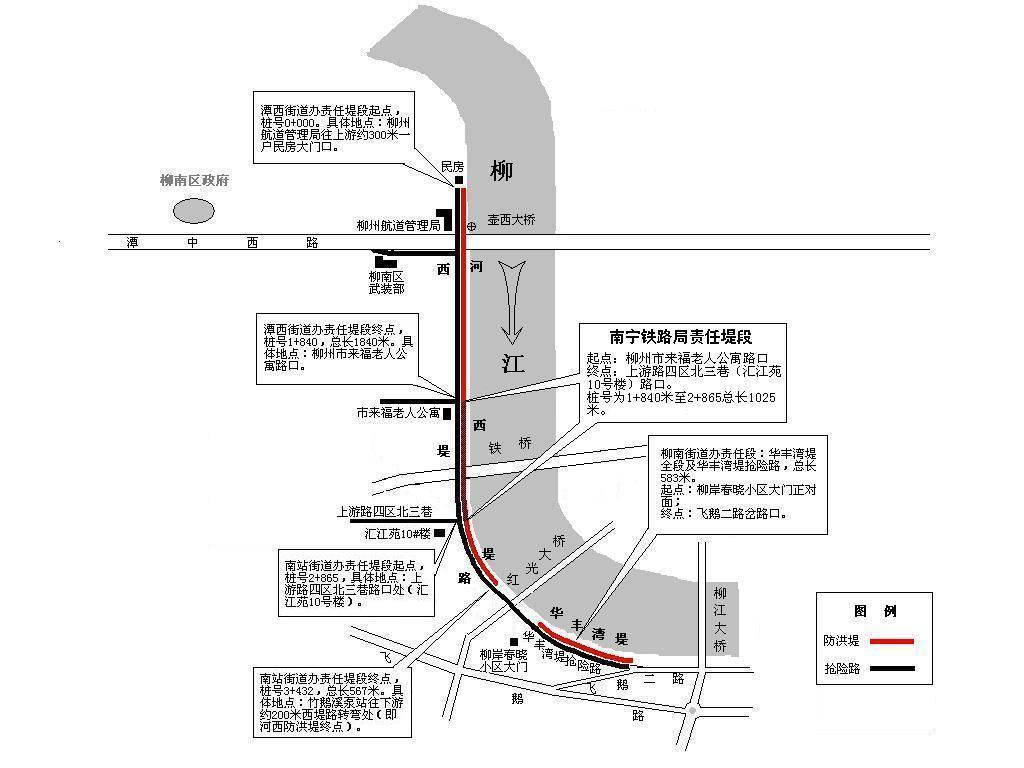 潭西街道办责任堤段起点，
桩号0+000。具体地点：柳州
航道管理局往上游约300米一
户民房大门口。
民房
柳
柳南区政府
柳州航道管理局
壶西大桥
潭 中 西 路
西 河
柳南区
武装部
江
潭西街道办责任堤段终点，
桩号1+840，总长1840米。具
体地点：柳州市来福老人公
寓路口。
南宁铁路局责任堤段
起点：柳州市来福老人公寓路口
终点：上游路四区北三巷（汇江苑
10号楼）路口。
桩号为1+840米至2+865总长1025
米。
市来福老人公寓
西
堤
铁 桥
柳南街道办责任段：华丰湾堤
全段及华丰湾堤抢险路，总长
583米。
起点：柳岸春晓小区大门正对
面；
终点：飞鹅二路岔路口。
上游路四区北三巷
汇江苑10#楼
南站街道办责任堤段起点，
桩号2+865，具体地点：上
游路四区北三巷路口处（汇
江苑10号楼）。
堤
路
红光大桥
柳江大桥
华丰湾堤
华丰湾堤抢险路
柳岸春晓
小区大门
飞 鹅 路
飞 鹅 二 路
南站街道办责任堤段终点，
桩号3+432，总长567米。具
体地点：竹鹅溪泵站往下游
约200米西堤路转弯处（即
河西防洪堤终点）。
图 例
防洪堤
抢险路